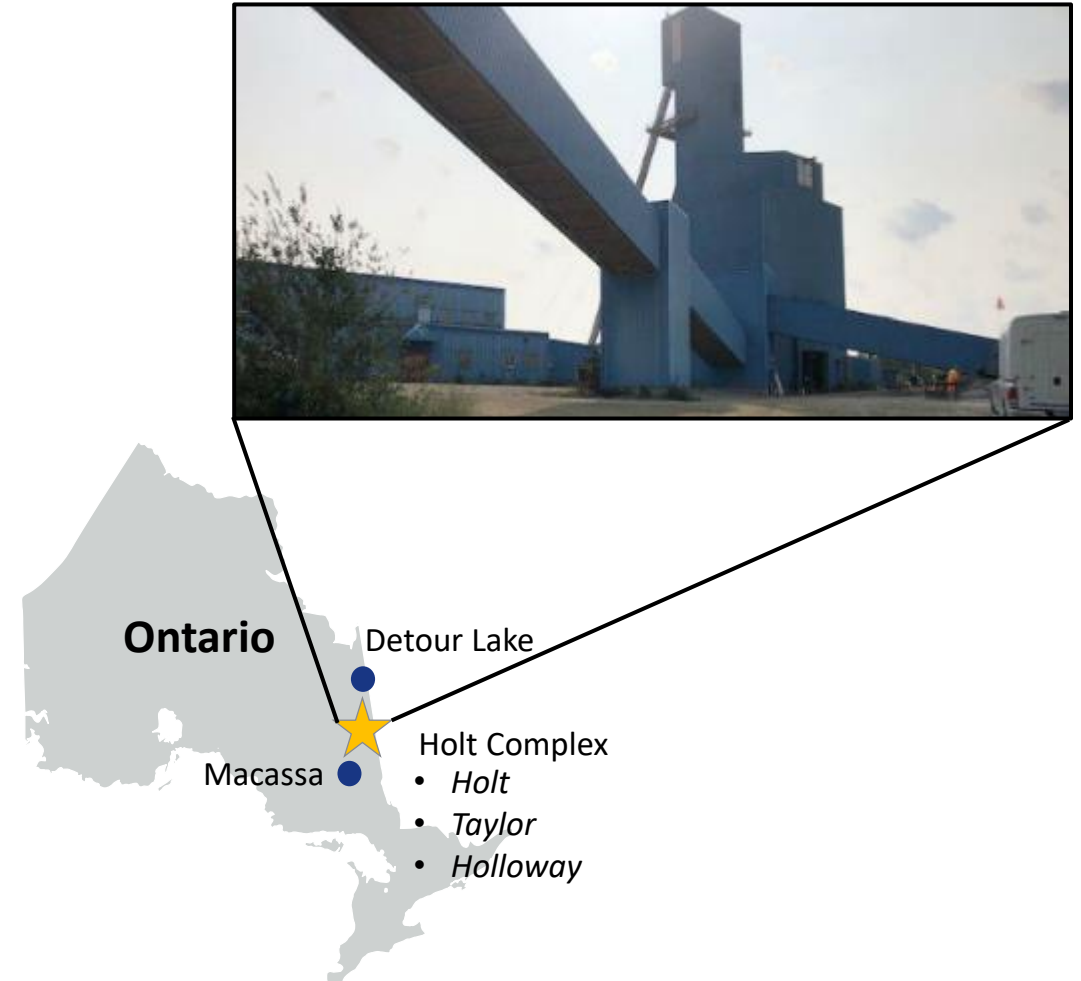 Ontario
Detour Lake
Holt Complex
Macassa
• Holt
• Taylor
• Holloway